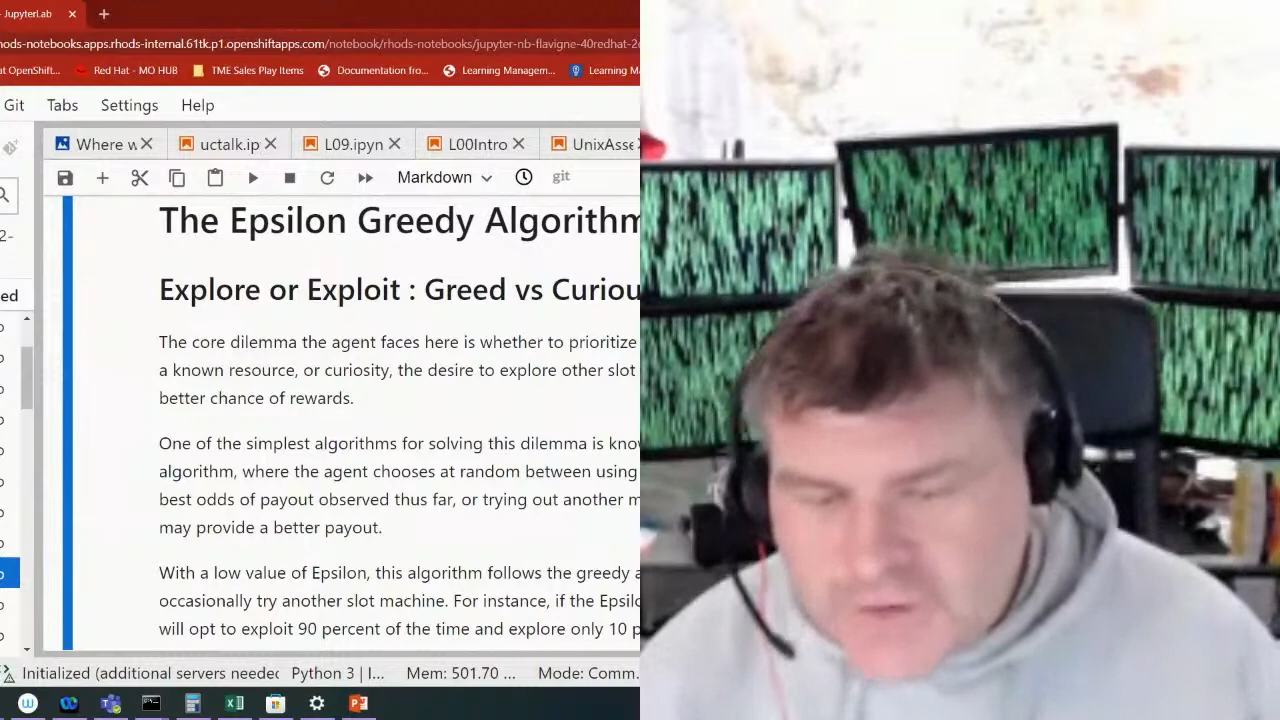 - JupyterLab
ods-notebooks.apps.rhods-internal.61tk.p1.openshiftapps.com/notebook/rhods-notebooks/jupyter-nb-flavigne-40redhat-2
at OpenShift... Red Hat - MO HUB TME Sales Play Items Documentation fro... Learning Managem... Learning M
Git Tabs Settings Help
Where w uctalk.ip L09.ipyn L00Intro UnixAsse
Markdown git
The Epsilon Greedy Algorithm
2-
Explore or Exploit : Greed vs Curiou
ed
The core dilemma the agent faces here is whether to prioritize
a known resource, or curiosity, the desire to explore other slot
better chance of rewards.
One of the simplest algorithms for solving this dilemma is kno
algorithm, where the agent chooses at random between using
best odds of payout observed thus far, or trying out another m
may provide a better payout.
With a low value of Epsilon, this algorithm follows the greedy a
occasionally try another slot machine. For instance, if the Epsilo
will opt to exploit 90 percent of the time and explore only 10 p
Initialized (additional servers needed Python 3 | I... Mem: 501.70 ... Mode: Comm.